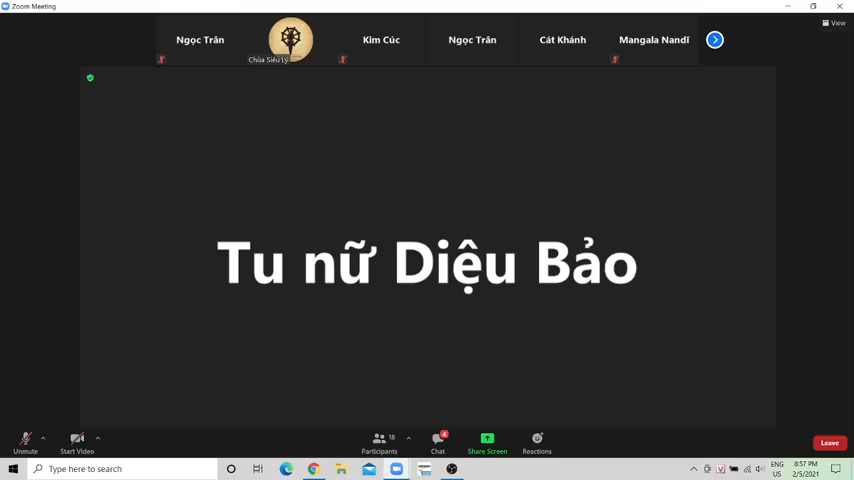 Zoom Meeting
View
Ngọc Trân
Chùa Siêu Lý
Kim Cúc
Ngọc Trân
Cát Khánh
Mangala Nandī
Tu nữ Diệu Bảo
Unmute
Start Video
Participants
18
Chat
4
Share Screen
Reactions
Leave
Type here to search
ENG
US
8:57 PM
2/5/2021